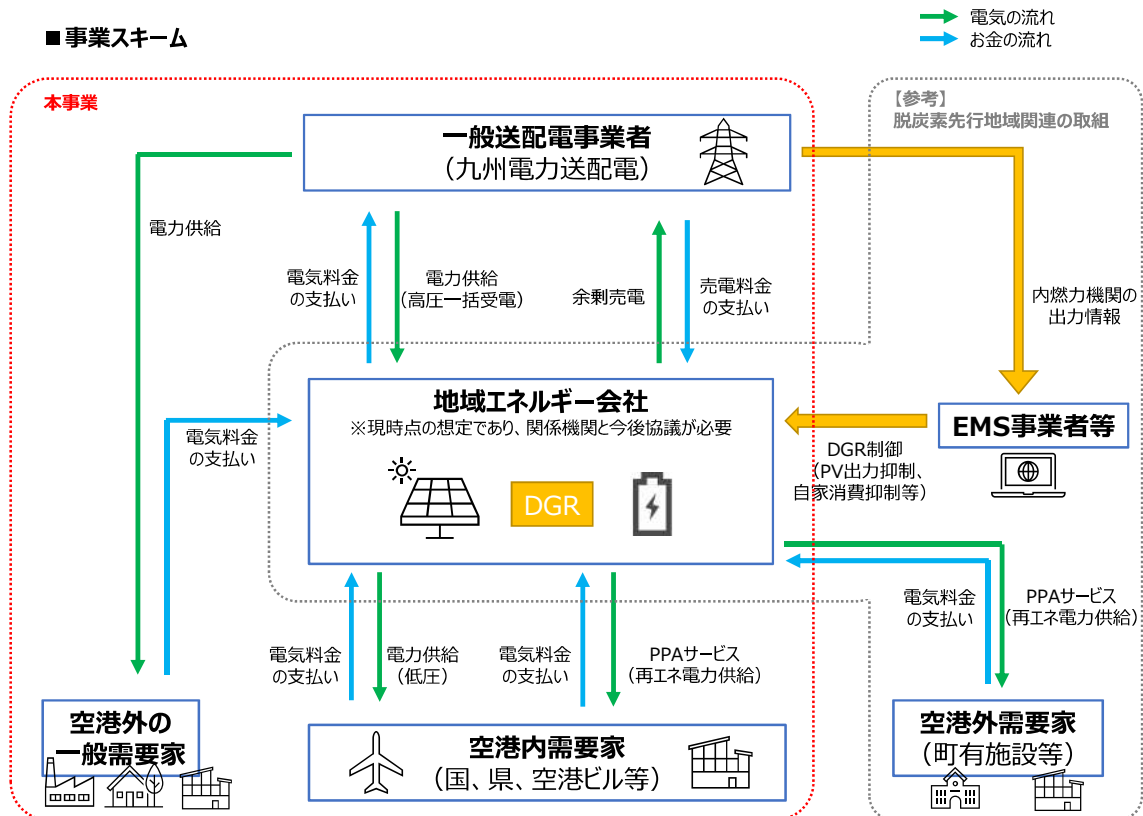 ■事業スキーム
電気の流れ
お金の流れ
本事業
【参考】
脱炭素先行地域関連の取組
一般送配電事業者
（九州電力送配電）
電力供給
電気料金
の支払い
電力供給
（高圧一括受電）
余剰売電
売電料金
の支払い
内燃力機関の
出力情報
地域エネルギー会社
※現時点の想定であり、関係機関と今後協議が必要
DGR
電気料金
の支払い
EMS事業者等
DGR制御
（PV出力抑制、
自家消費抑制等）
電気料金
の支払い
電力供給
（低圧）
電気料金
の支払い
PPAサービス
（再エネ電力供給）
電気料金
の支払い
PPAサービス
（再エネ電力供給）
空港外の
一般需要家
空港内需要家
（国、県、空港ビル等）
空港外需要家
（町有施設等）